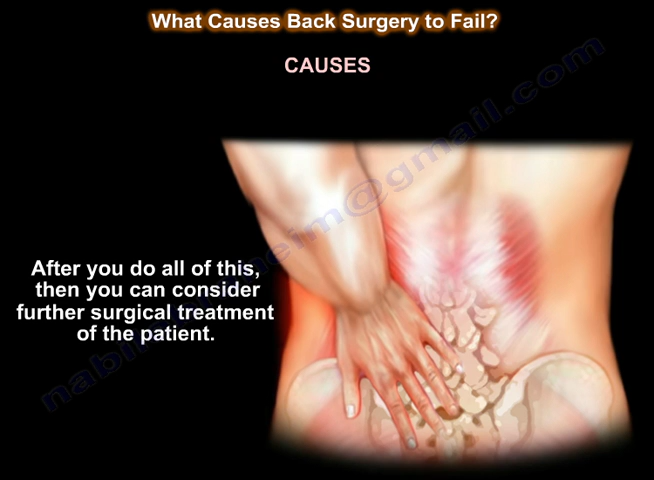 What Causes Back Surgery to Fail?
CAUSES
After you do all of this,
then you can consider
further surgical treatment
of the patient.